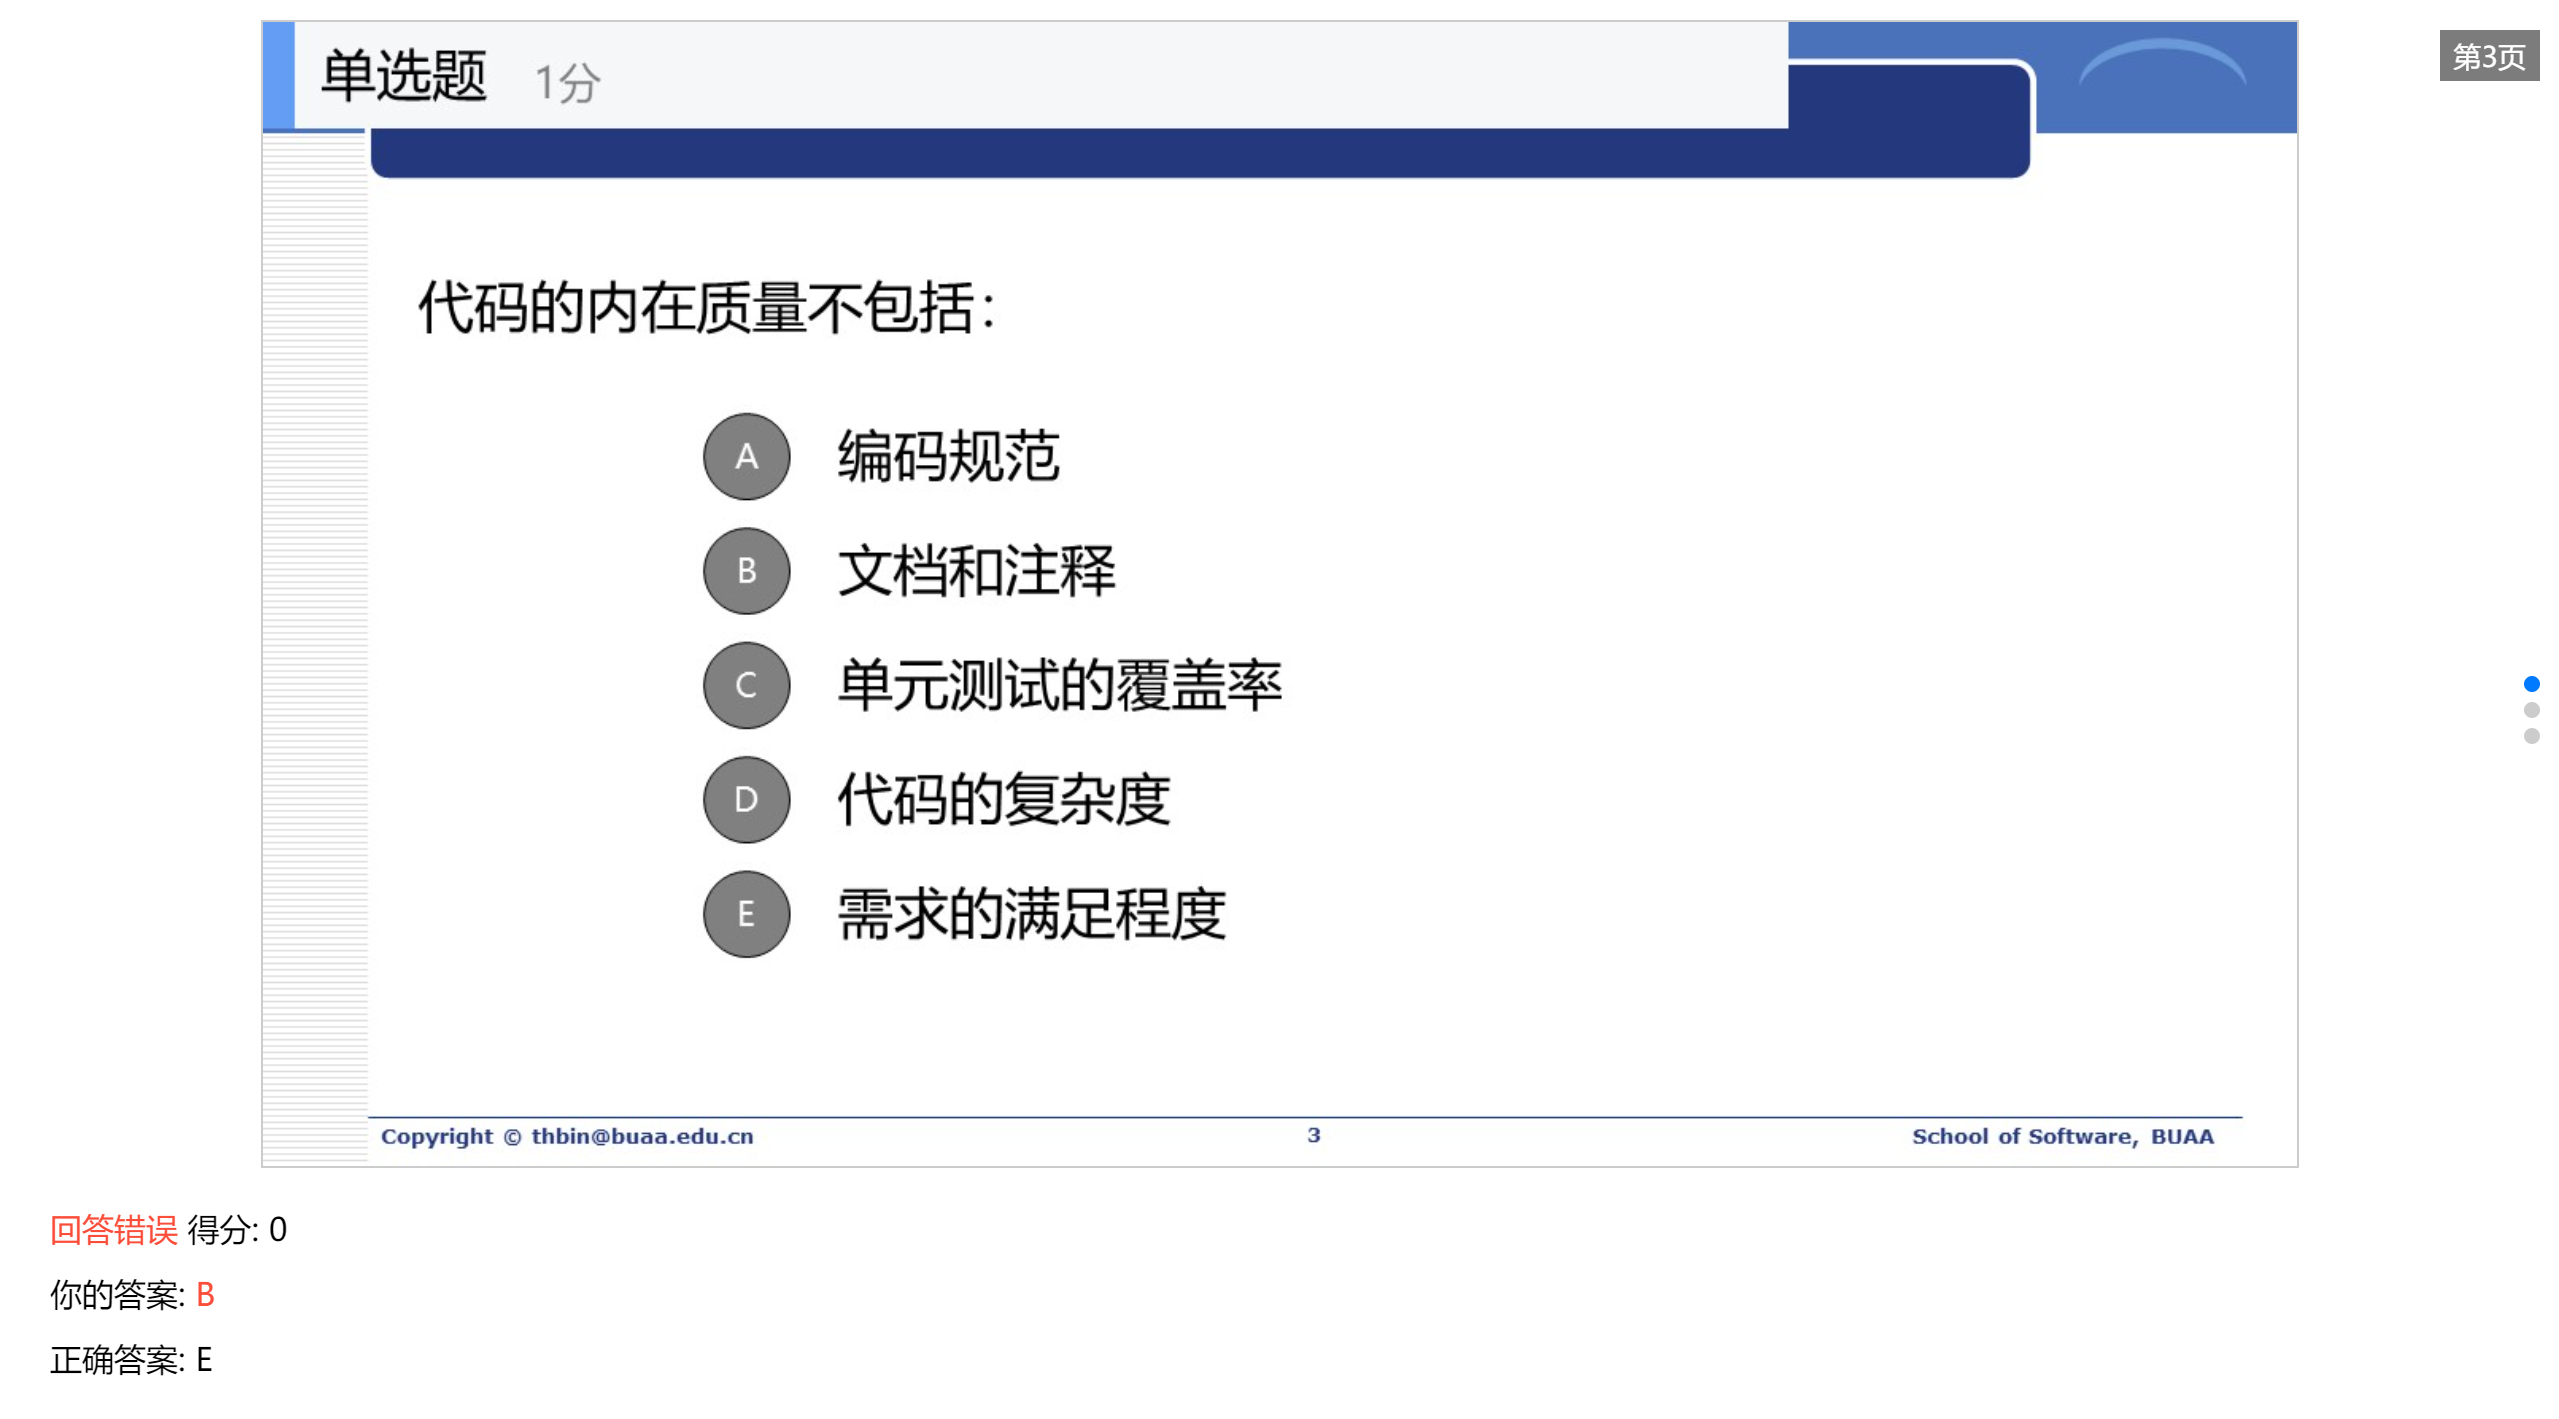 单选题 1分
第3页
代码的内在质量不包括：
A 编码规范
B 文档和注释
C 单元测试的覆盖率
D 代码的复杂度
E 需求的满足程度
Copyright © thbin@buaa.edu.cn 3 School of Software, BUAA
回答错误 得分: 0
你的答案: B
正确答案: E